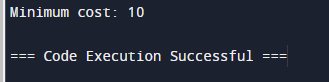 Minimum cost: 10
=== Code Execution Successful ===